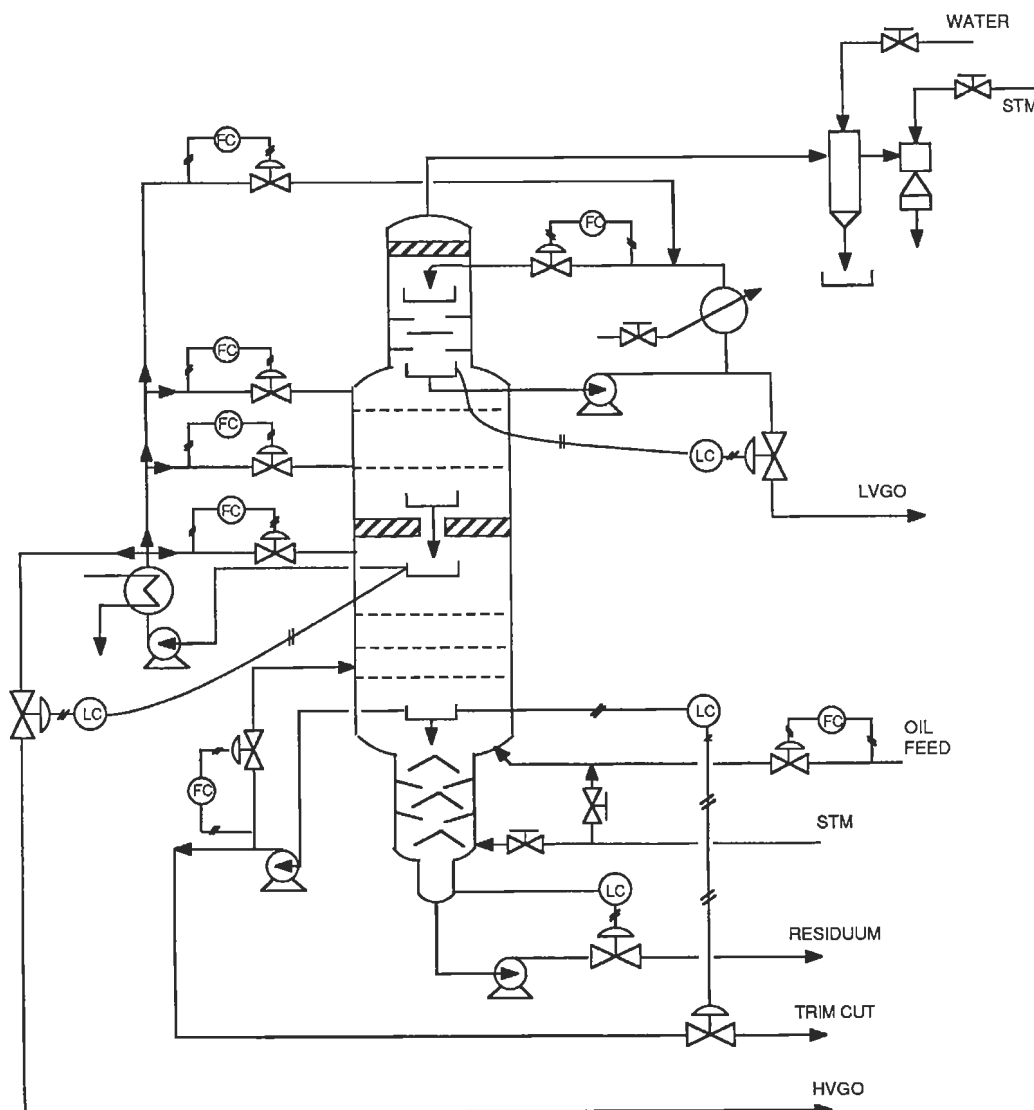 WATER
STM
FC
FC
FC
FC
LC
LVGO
FC
LC
LC
FC
OIL
FEED
FC
STM
LC
RESIDUUM
TRIM CUT
HVGO